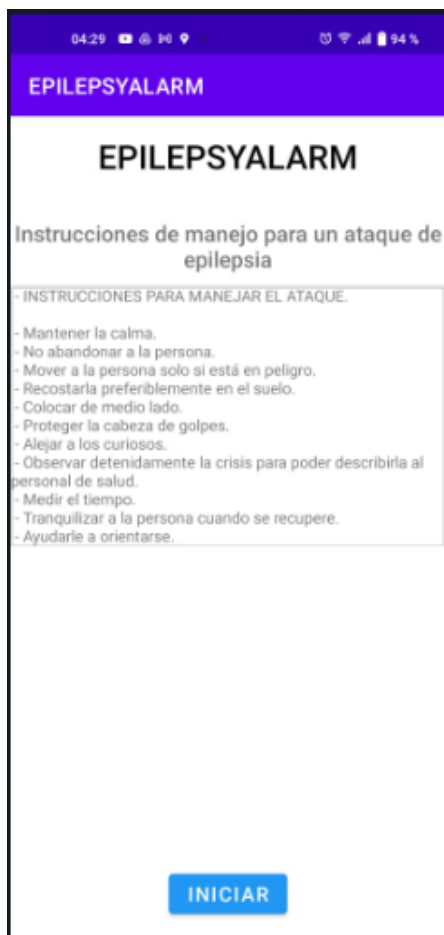 04:29
94 %
EPILEPSYALARM
EPILEPSYALARM
Instrucciones de manejo para un ataque de
epilepsia
- INSTRUCCIONES PARA MANEJAR EL ATAQUE.
- Mantener la calma.
- No abandonar a la persona.
- Mover a la persona solo si está en peligro.
- Recostarla preferiblemente en el suelo.
- Colocar de medio lado.
- Proteger la cabeza de golpes.
- Alejar a los curiosos.
- Observar detenidamente la crisis para poder describirla al
personal de salud.
- Medir el tiempo.
- Tranquilizar a la persona cuando se recupere.
- Ayudarle a orientarse.
INICIAR